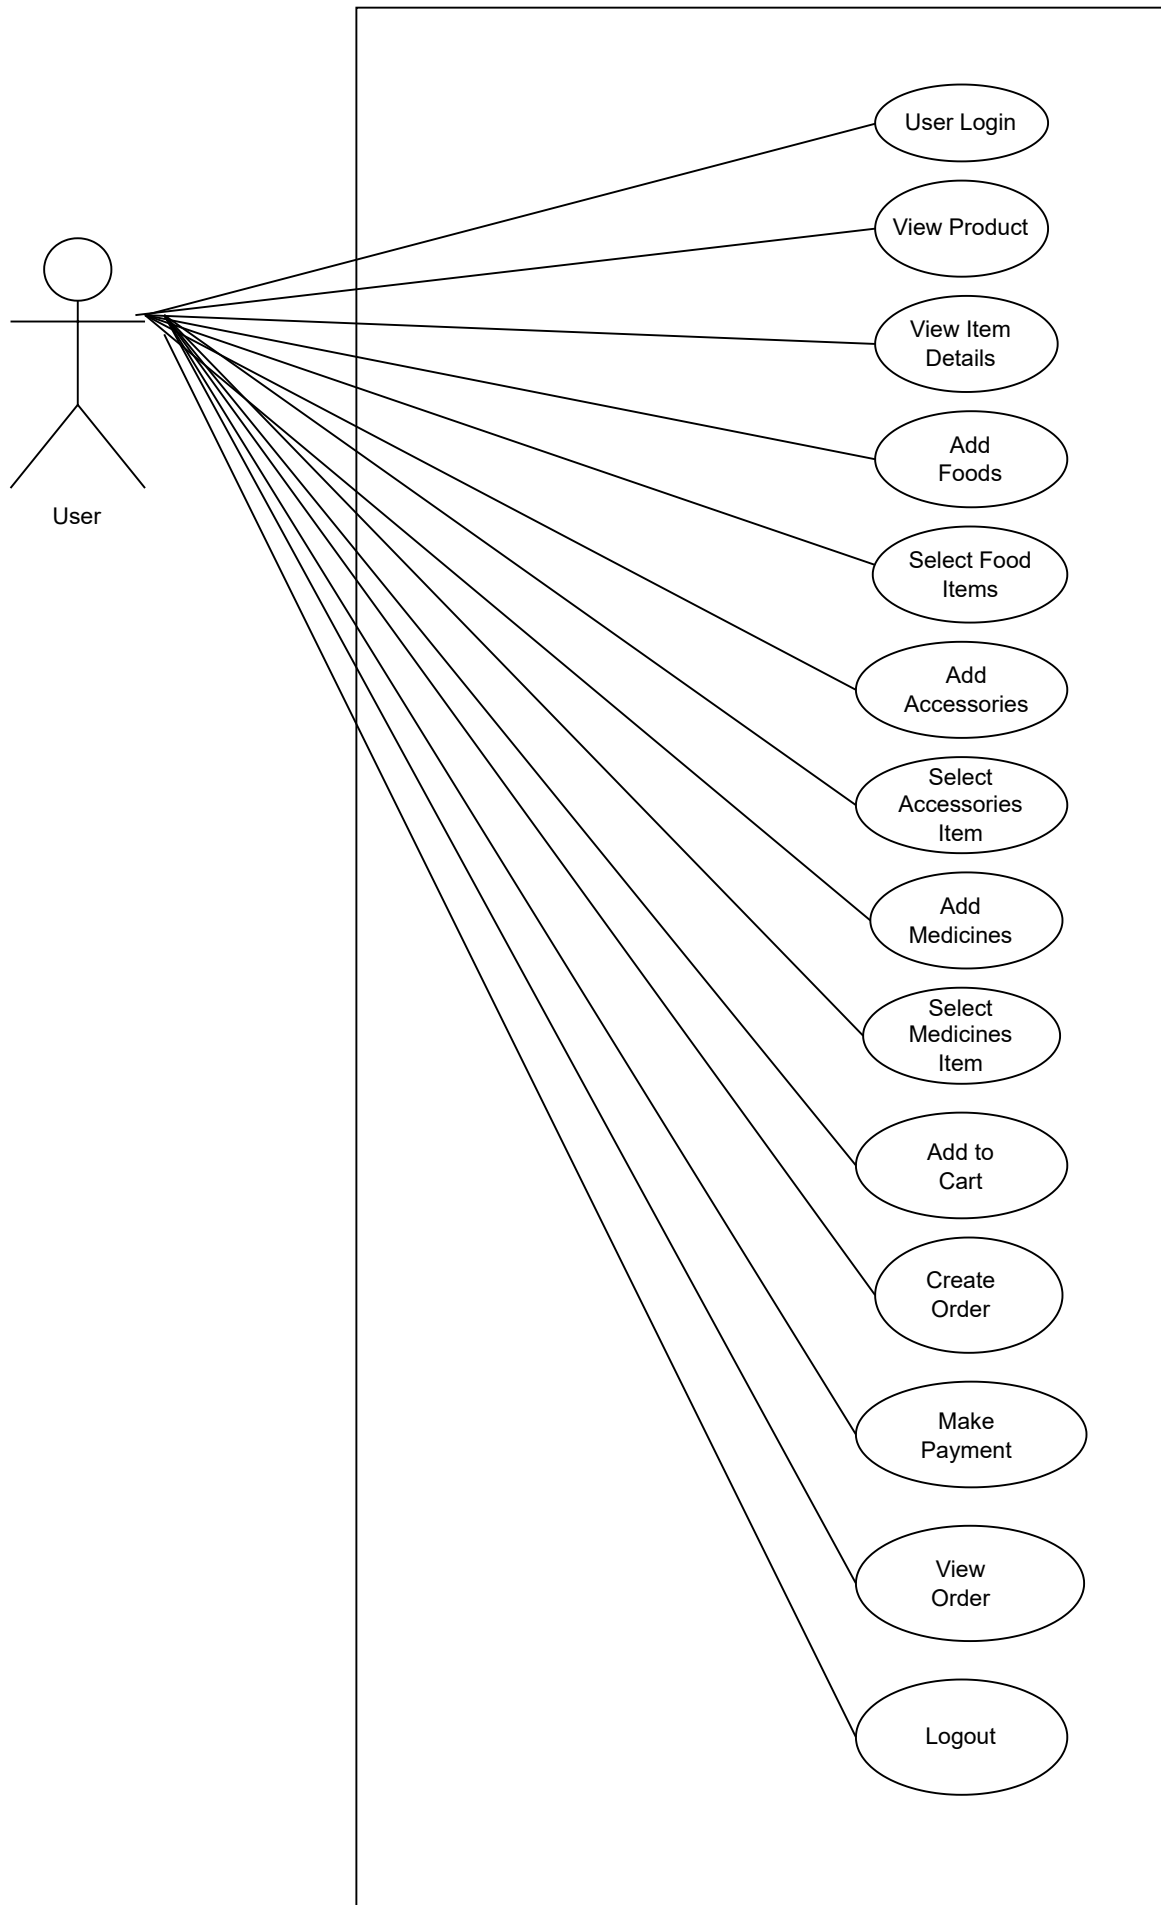 User Login
View Product
View Item
Details
Add
Foods
User
Select Food
Items
Add
Accessories
Select
Accessories
Item
Add
Medicines
Select
Medicines
Item
Add to
Cart
Create
Order
Make
Payment
View
Order
Logout